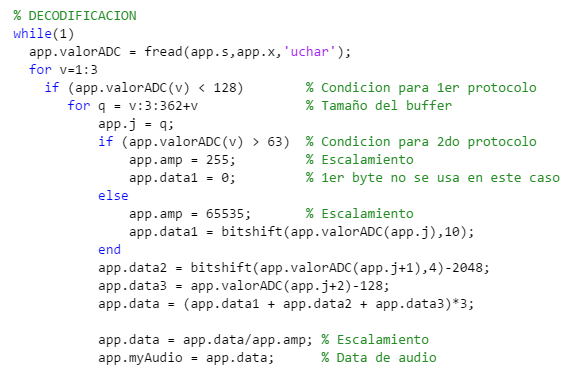 % DECODIFICACION
while(1)
app.valorADC = fread(app.s,app.x,'uchar');
for v=1:3
if (app.valorADC(v) < 128) % Condicion para 1er protocolo
for q = v:3:362+v % Tamaño del buffer
app.j = q;
if (app.valorADC(v) > 63) % Condicion para 2do protocolo
app.amp = 255; % Escalamiento
app.data1 = 0; % 1er byte no se usa en este caso
else
app.amp = 65535; % Escalamiento
app.data1 = bitshift(app.valorADC(app.j),10);
end
app.data2 = bitshift(app.valorADC(app.j+1),4)-2048;
app.data3 = app.valorADC(app.j+2)-128;
app.data = (app.data1 + app.data2 + app.data3)*3;
app.data = app.data/app.amp; % Escalamiento
app.myAudio = app.data; % Data de audio